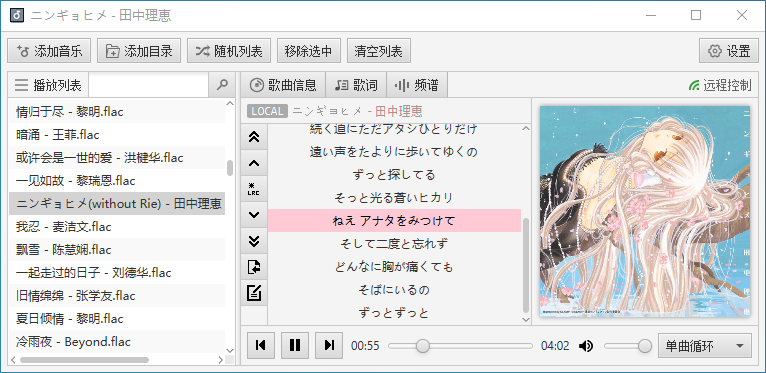 ニンギョヒメ - 田中理恵
添加音乐
添加目录
随机列表
移除选中
清空列表
设置
播放列表
歌曲信息
歌词
频谱
远程控制
情归于尽 - 黎明.flac
暗涌 - 王菲.flac
或许会是一世的爱 - 洪楗华.flac
一见如故 - 黎瑞恩.flac
ニンギョヒメ(without Rie) - 田中理恵
我忍 - 麦洁文.flac
飘雪 - 陈慧娴.flac
一起走过的日子 - 刘德华.flac
旧情绵绵 - 张学友.flac
夏日倾情 - 黎明.flac
冷雨夜 - Beyond.flac
LOCAL ニンギョヒメ - 田中理恵
LRC
続く道にただアタシひとりだけ
遠い声をたよりに歩いてゆくの
ずっと探してる
そっと光る蒼いヒカリ
ねえ アナタをみつけて
そして二度と忘れず
どんなに胸が痛くても
そばにいるの
ずっとずっと
00:55
04:02
单曲循环